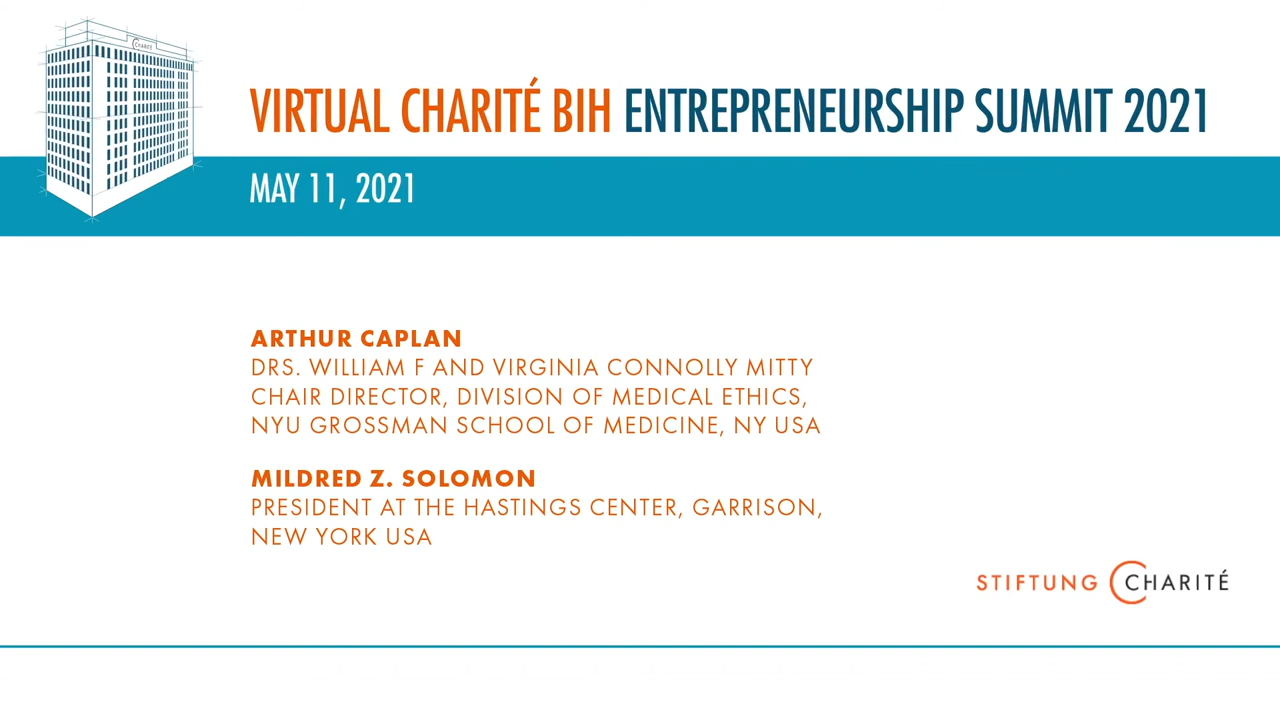 CHARITÉ
VIRTUAL CHARITÉ BIH ENTREPRENEURSHIP SUMMIT 2021
MAY 11, 2021
ARTHUR CAPLAN
DRS. WILLIAM F AND VIRGINIA CONNOLLY MITTY
CHAIR DIRECTOR, DIVISION OF MEDICAL ETHICS,
NYU GROSSMAN SCHOOL OF MEDICINE, NY USA
MILDRED Z. SOLOMON
PRESIDENT AT THE HASTINGS CENTER, GARRISON,
NEW YORK USA
STIFTUNG CHARITÉ